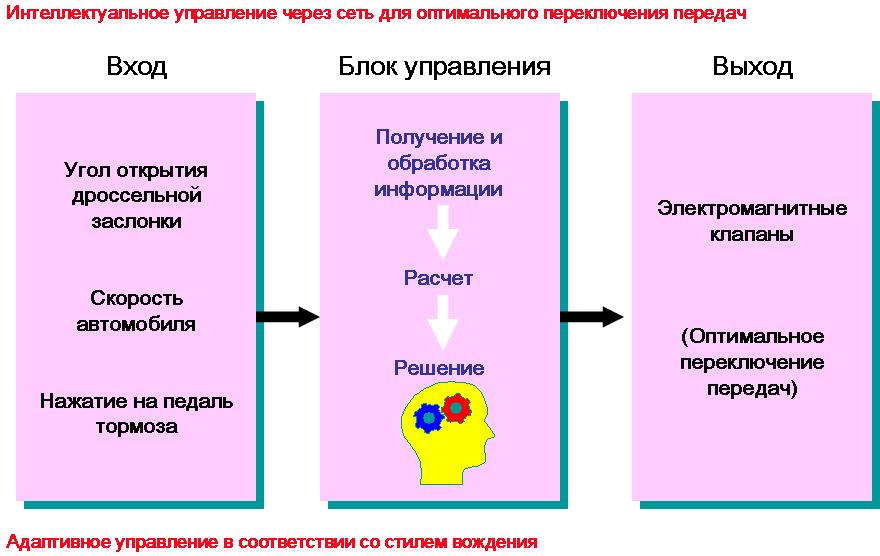 Интеллектуальное управление через сеть для оптимального переключения передач
Вход
Блок управления
Выход
Угол открытия
дроссельной
заслонки
Скорость
автомобиля
Нажатие на педаль
тормоза
Получение и
обработка
информации
Расчет
Решение
Электромагнитные
клапаны
(Оптимальное
переключение
передач)
Адаптивное управление в соответствии со стилем вождения